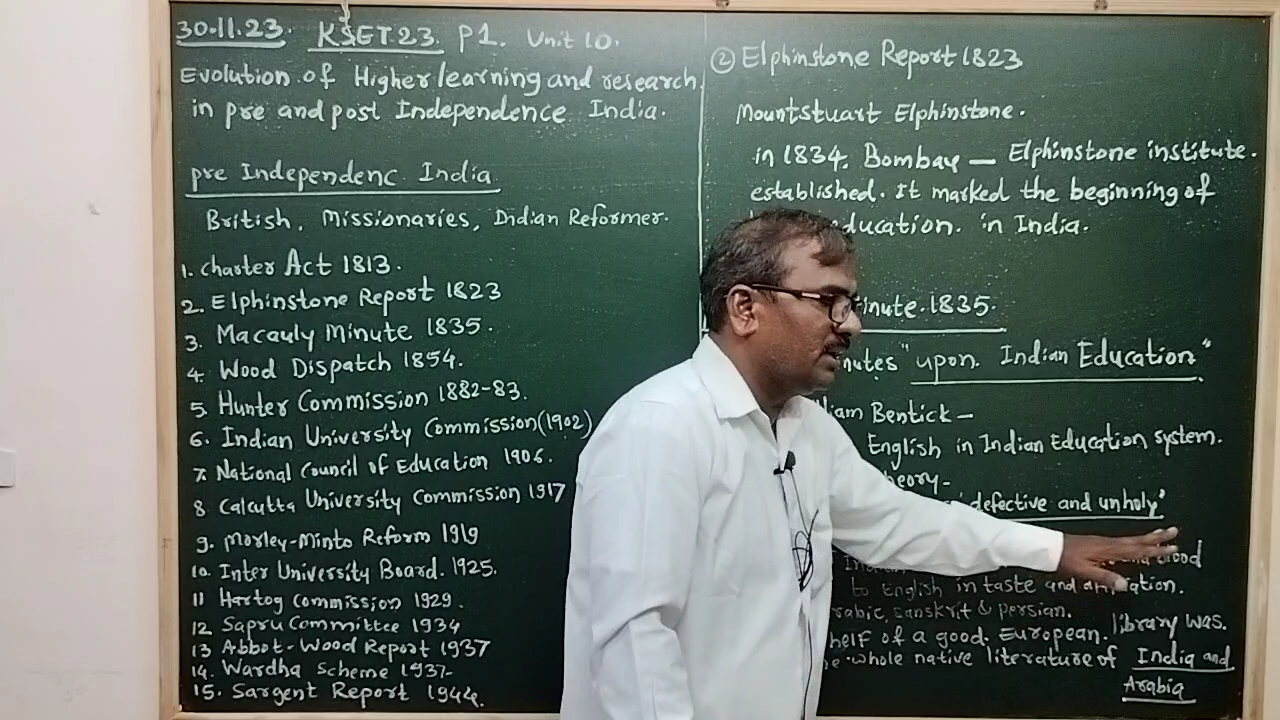 30.11.23. KSET23. P1. Unit 10.
Evolution of Higher learning and research
in pre and post Independence India.
pre Independenc India
British, Missionaries, Indian Reformer.
1. charter Act 1813.
2. Elphinstone Report 1823
3. Macauly Minute 1835.
4. Wood Dispatch 1854.
5. Hunter Commission 1882-83.
6. Indian University Commission (1902)
7. National Council of Education 1906.
8 Calcutta University Commission 1917
9. Morley-Minto Reform 1919
10. Inter University Board. 1925.
11 Hartog Commission 1929.
12 Sapru Committee 1934
13 Abbot-Wood Report 1937
14. Wardha Scheme 1937-
15. Sargent Report 1944.
② Elphinstone Report 1823
Mountstuart Elphinstone.
in 1834. Bombay — Elphinstone institute.
established. It marked the beginning of
education. in India.
inute. 1835.
nutes "upon Indian Education"
liam Bentick –
English in Indian Education system.
heory-
defective and unholy"
to English in taste and
rabic, sanskrit & persian.
helf of a good. European. library was.
e whole native literature of India and
Arabia